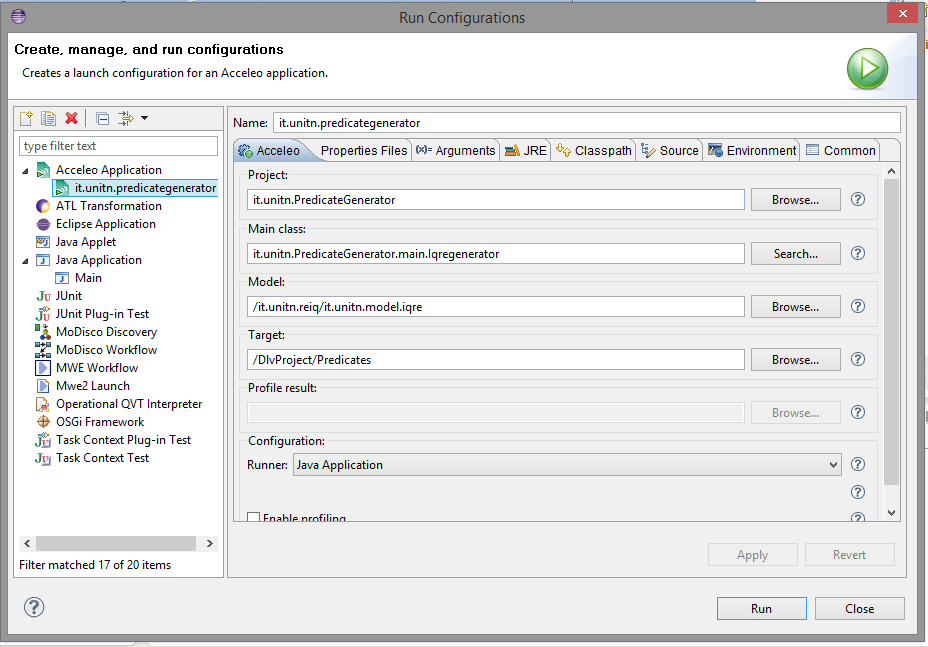 Run Configurations
Create, manage, and run configurations
Creates a launch configuration for an Acceleo application.
type filter text
Acceleo Application
it.unitn.predicategenerator
ATL Transformation
Eclipse Application
Java Applet
Java Application
Main
JUnit
JUnit Plug-in Test
MoDisco Discovery
MoDisco Workflow
MWE Workflow
Mwe2 Launch
Operational QVT Interpreter
OSGi Framework
Task Context Plug-in Test
Task Context Test
Filter matched 17 of 20 items
Name: it.unitn.predicategenerator
Acceleo Properties Files (x)= Arguments JRE Classpath Source Environment Common
Project:
it.unitn.PredicateGenerator Browse...
Main class:
it.unitn.PredicateGenerator.main.Iqregenerator Search...
Model:
/it.unitn.reiq/it.unitn.model.iqre Browse...
Target:
/DlvProject/Predicates Browse...
Profile result:
Browse...
Configuration:
Runner: Java Application
Enable profiling
Apply Revert
Run Close